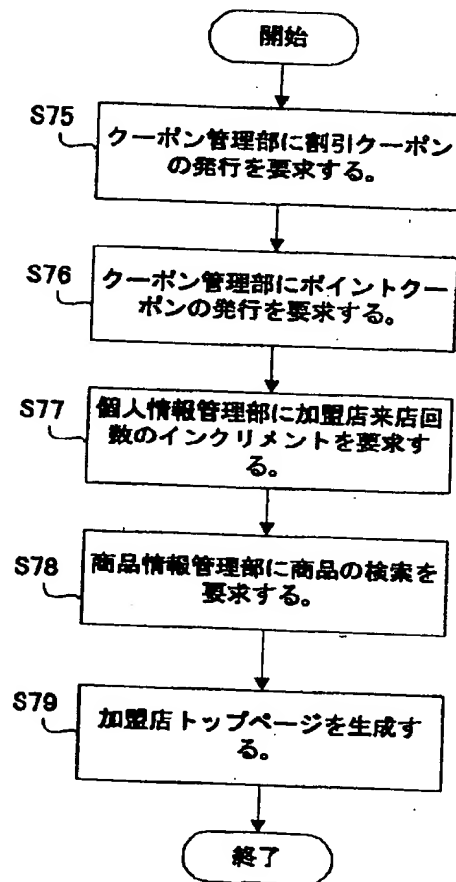 開始
S75
クーポン管理部に割引クーポン
の発行を要求する。
S76
クーポン管理部にポイントクー
ポンの発行を要求する。
S77
個人情報管理部に加盟店来店回
数のインクリメントを要求す
る。
S78
商品情報管理部に商品の検索を
要求する。
S79
加盟店トップページを生成す
る。
終了